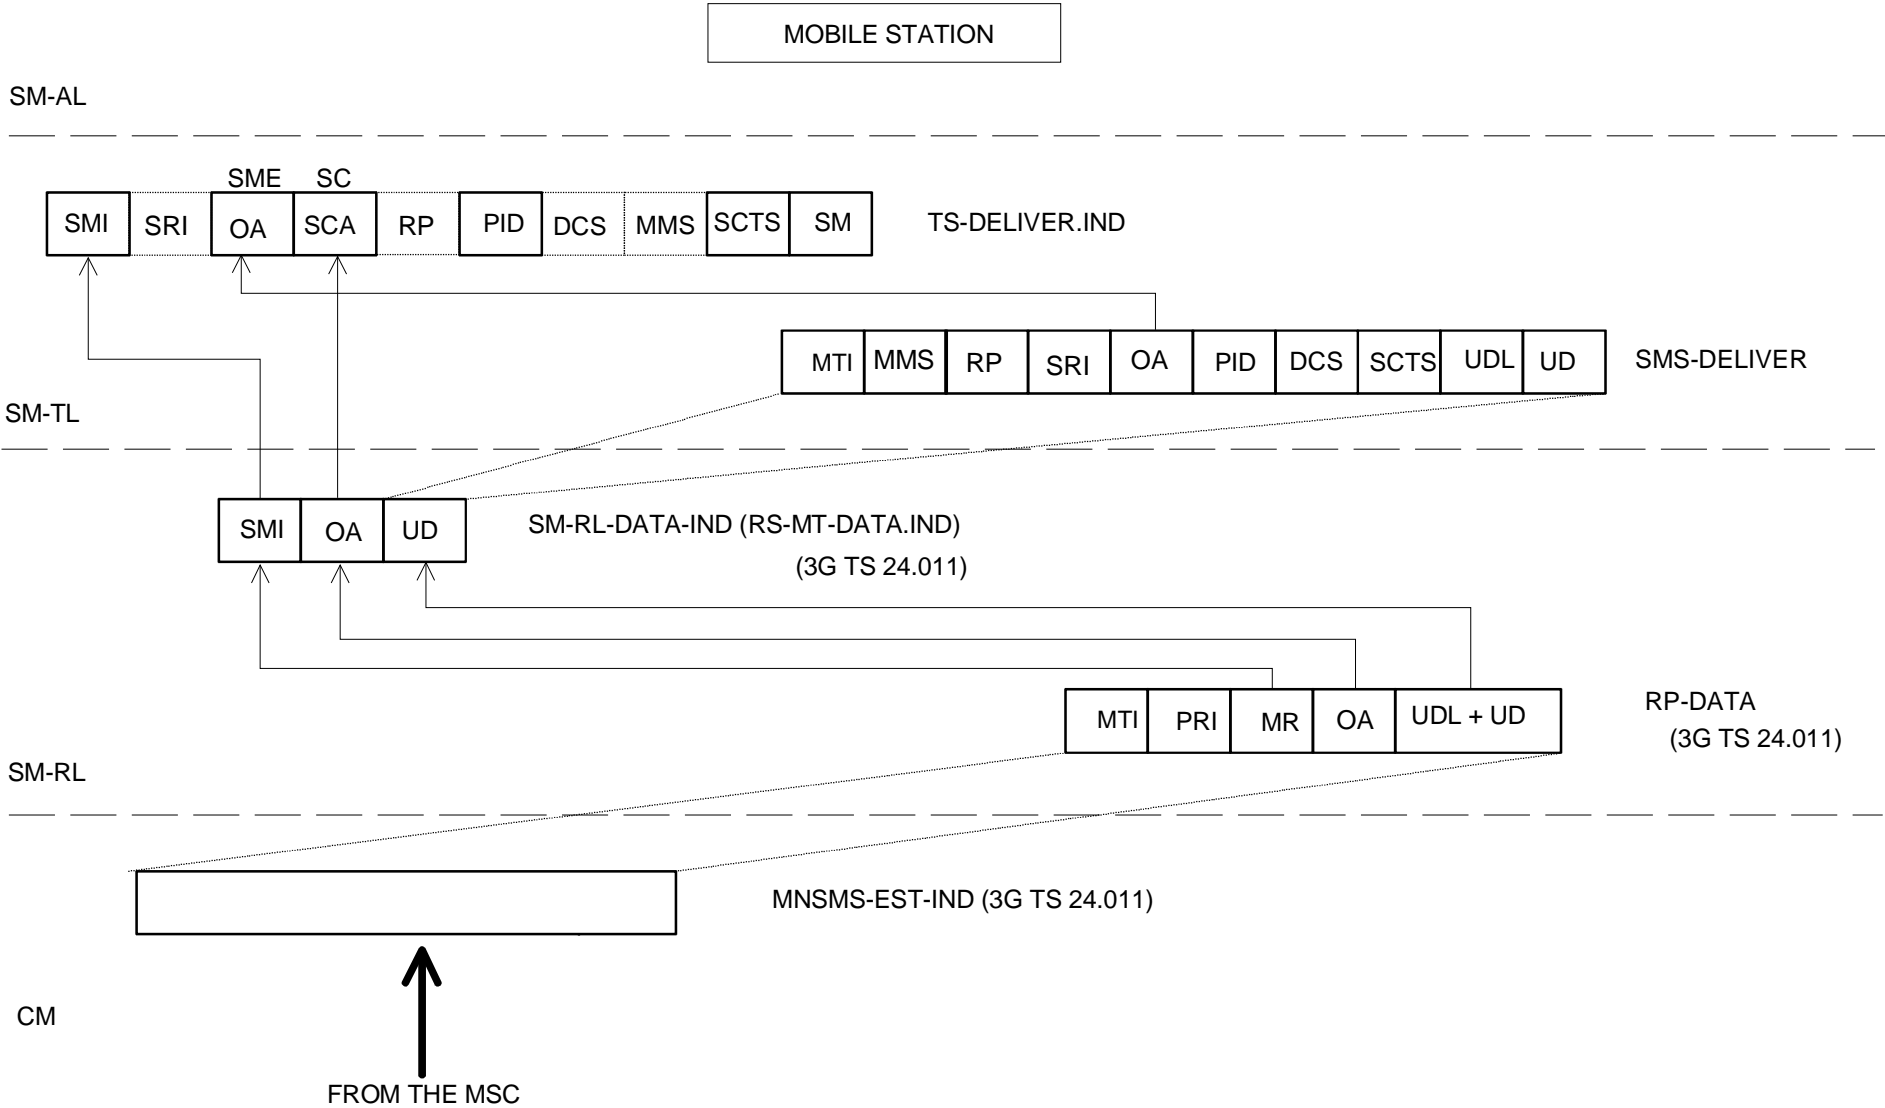 MOBILE STATION
SM-AL
SME SC
SMI SRI OA SCA RP PID DCS MMS SCTS SM TS-DELIVER.IND
MTI MMS RP SRI OA PID DCS SCTS UDL UD SMS-DELIVER
SM-TL
SMI OA UD SM-RL-DATA-IND (RS-MT-DATA.IND)
(3G TS 24.011)
MTI PRI MR OA UDL + UD RP-DATA
(3G TS 24.011)
SM-RL
MNSMS-EST-IND (3G TS 24.011)
CM
FROM THE MSC